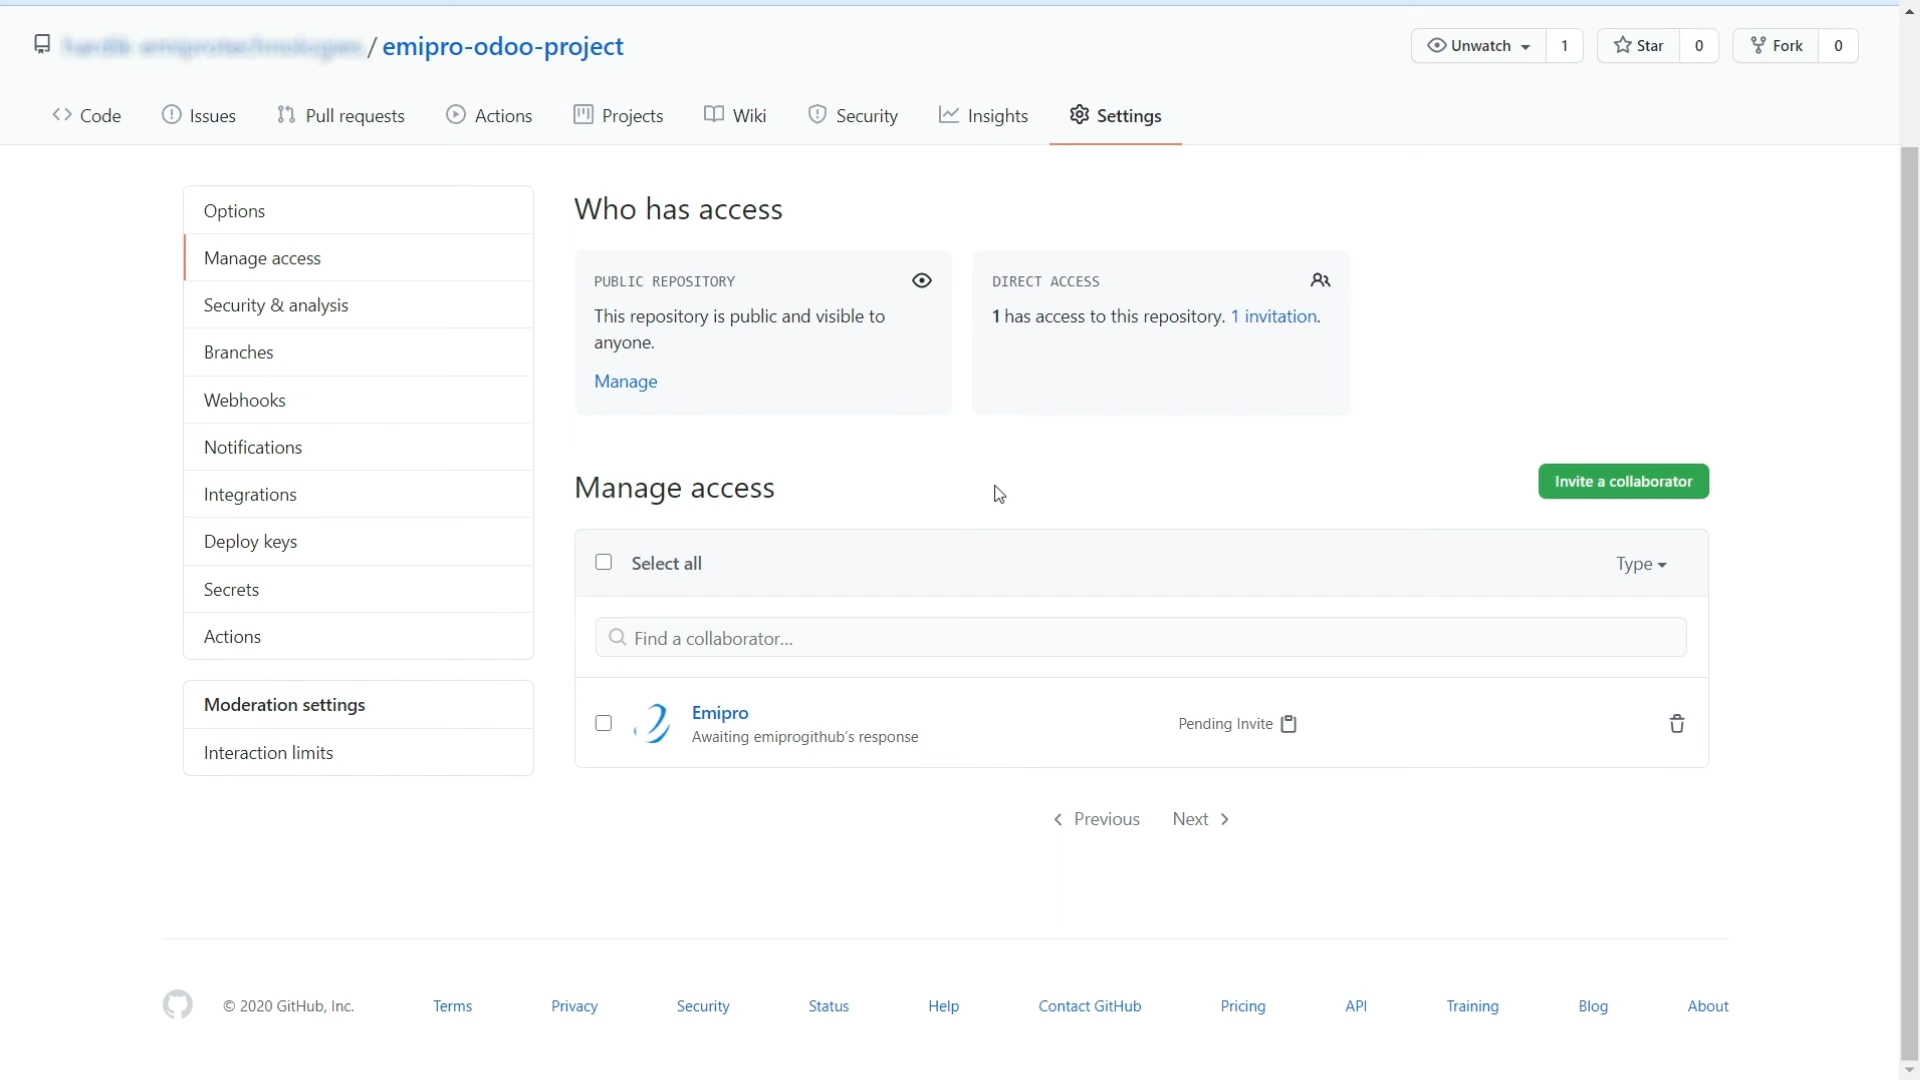 / emipro-odoo-project
Unwatch 1 Star 0 Fork 0
Code Issues Pull requests Actions Projects Wiki Security Insights Settings
Options
Manage access
Security & analysis
Branches
Webhooks
Notifications
Integrations
Deploy keys
Secrets
Actions
Moderation settings
Interaction limits
Who has access
PUBLIC REPOSITORY
This repository is public and visible to
anyone.
Manage
DIRECT ACCESS
1 has access to this repository. 1 invitation.
Manage access
Invite a collaborator
Select all
Type
Find a collaborator...
Emipro
Awaiting emiprogithub's response
Pending Invite
Previous Next
© 2020 GitHub, Inc. Terms Privacy Security Status Help Contact GitHub Pricing API Training Blog About